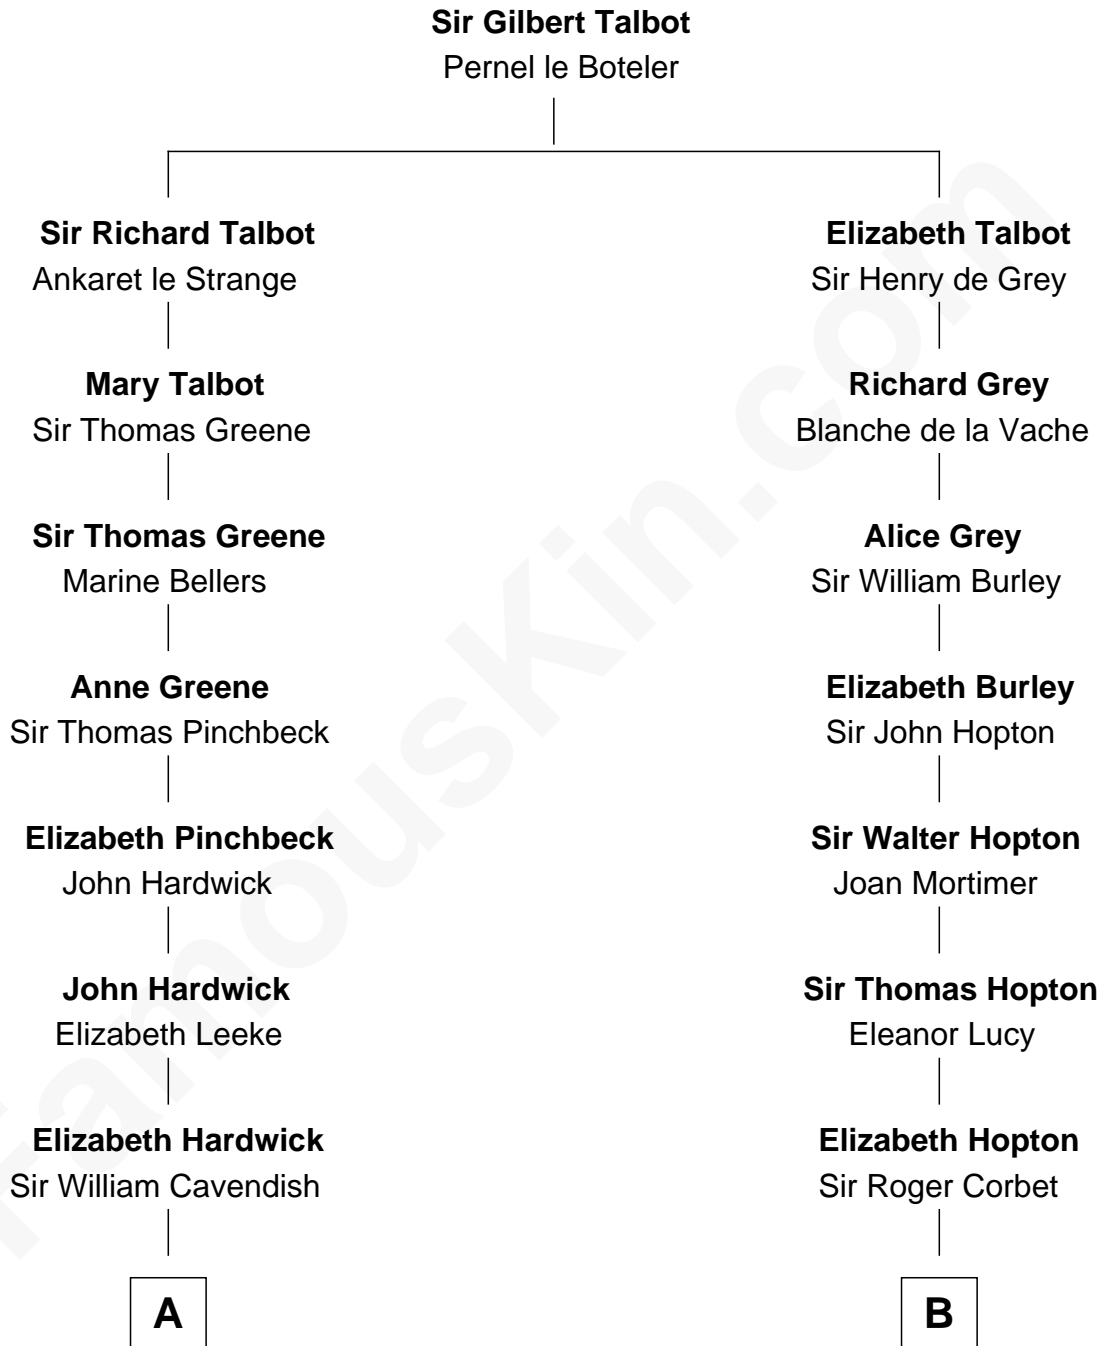 Sir Gilbert Talbot
Pernel le Boteler
Sir Richard Talbot
Ankaret le Strange
Elizabeth Talbot
Sir Henry de Grey
Mary Talbot
Sir Thomas Greene
Richard Grey
Blanche de la Vache
Sir Thomas Greene
Marine Bellers
Alice Grey
Sir William Burley
Anne Greene
Sir Thomas Pinchbeck
Elizabeth Burley
Sir John Hopton
Elizabeth Pinchbeck
John Hardwick
Sir Walter Hopton
Joan Mortimer
John Hardwick
Elizabeth Leeke
Sir Thomas Hopton
Eleanor Lucy
Elizabeth Hardwick
Sir William Cavendish
Elizabeth Hopton
Sir Roger Corbet
A
B
FamousKin.com